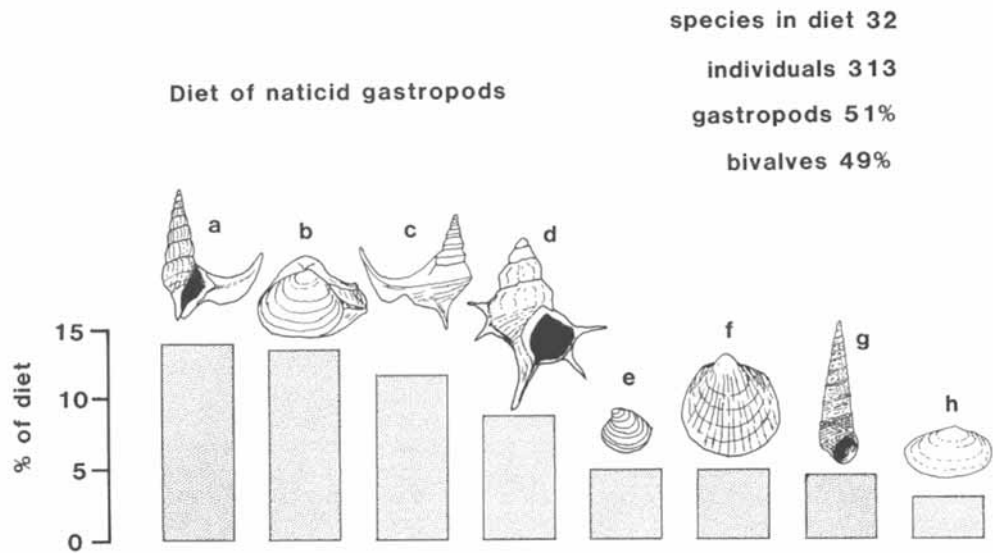 species in diet 32
individuals 313
Diet of naticid gastropods
gastropods 51%
bivalves 49%
a
b
c
d
e
f
g
h
% of diet
15
10
5
0